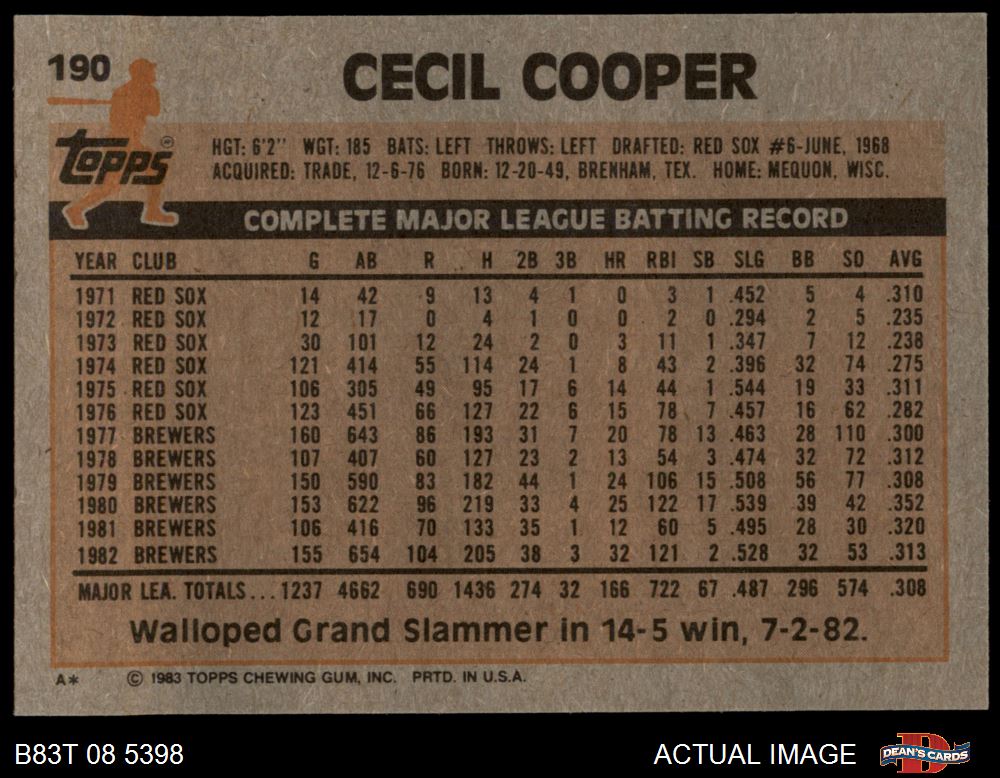 190 CECIL COOPER
Topps®
HGT: 6'2" WGT: 185 BATS: LEFT THROWS: LEFT DRAFTED: RED SOX #6-JUNE, 1968
ACQUIRED: TRADE, 12-6-76 BORN: 12-20-49, BRENHAM, TEX. HOME: MEQUON, WISC.
COMPLETE MAJOR LEAGUE BATTING RECORD
YEAR CLUB G AB R H 2B 3B HR RBI SB SLG BB SO AVG
1971 RED SOX 14 42 9 13 4 1 0 3 1 .452 5 4 .310
1972 RED SOX 12 17 0 4 1 0 0 2 0 .294 2 5 .235
1973 RED SOX 30 101 12 24 2 0 3 11 1 .347 7 12 .238
1974 RED SOX 121 414 55 114 24 1 8 43 2 .396 32 74 .275
1975 RED SOX 106 305 49 95 17 6 14 44 1 .544 19 33 .311
1976 RED SOX 123 451 66 127 22 6 15 78 7 .457 16 62 .282
1977 BREWERS 160 643 86 193 31 7 20 78 13 .463 28 110 .300
1978 BREWERS 107 407 60 127 23 2 13 54 3 .474 32 72 .312
1979 BREWERS 150 590 83 182 44 1 24 106 15 .508 56 77 .308
1980 BREWERS 153 622 96 219 33 4 25 122 17 .539 39 42 .352
1981 BREWERS 106 416 70 133 35 1 12 60 5 .495 28 30 .320
1982 BREWERS 155 654 104 205 38 3 32 121 2 .528 32 53 .313
MAJOR LEA. TOTALS...1237 4662 690 1436 274 32 166 722 67 .487 296 574 .308
Walloped Grand Slammer in 14-5 win, 7-2-82.
A* © 1983 TOPPS CHEWING GUM, INC. PRTD. IN U.S.A.
B83T 08 5398 ACTUAL IMAGE DEAN'S CARDS